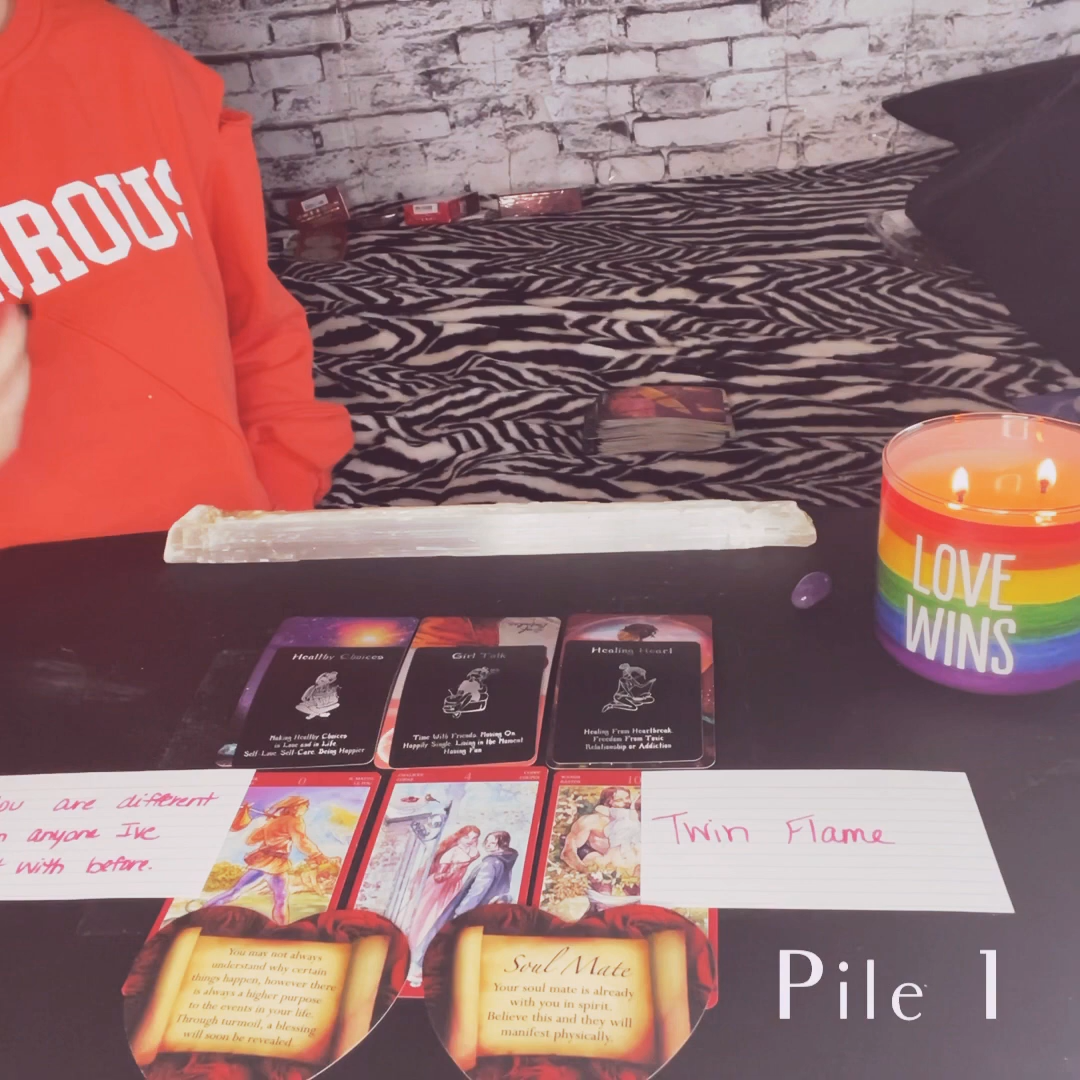 ROUS
LOVE
WINS
Healthy Choices
Making Healthy Choices
in Love and in Life.
Self-Love. Self-Care. Being Happier
Girl Talk
Time With Friends. Moving On.
Happily Single. Living in the Moment
Having Fun
Healing Heart
Healing From Heartbreak
Freedom From Toxic
Relationship or Addiction
0
4
10
ou are different
anyone I've
with before.
Twin Flame
You may not always
understand why certain
things happen, however there
is always a higher purpose
to the events in your life.
Through turmoil, a blessing
will soon be revealed.
Soul Mate
Your soul mate is already
with you in spirit.
Believe this and they will
manifest physically.
Pile 1